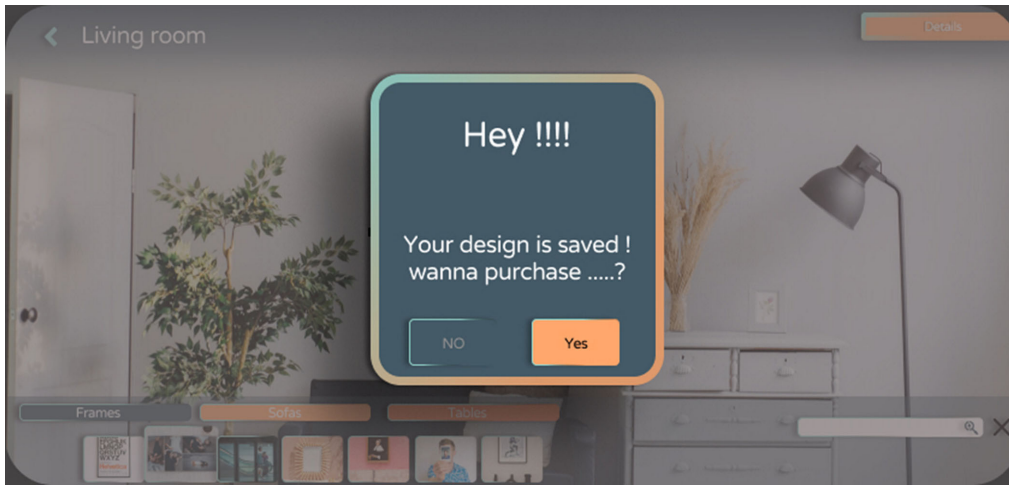 Living room
Details
Hey !!!!
Your design is saved !
wanna purchase .....?
NO
Yes
Frames
Sofas
Tables